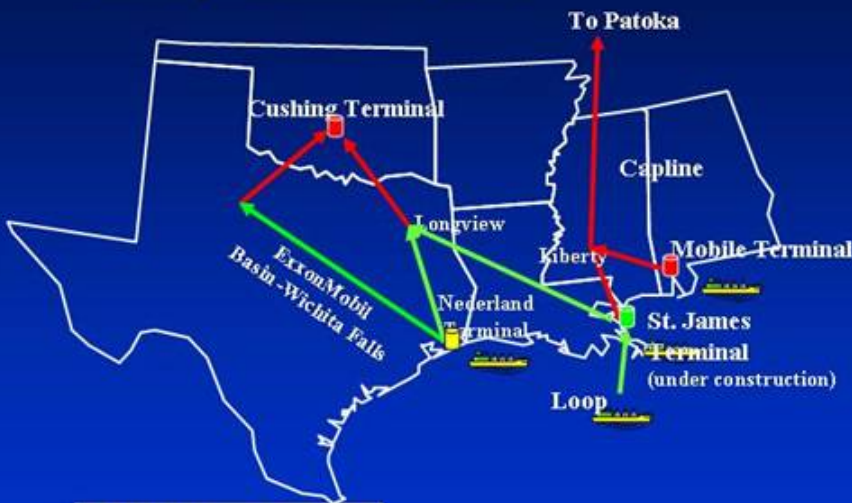 To Patoka
Cushing Terminal
Capline
Longview
Liberty
Mobile Terminal
ExxonMobil
Basin-Wichita Falls
Nederland
Terminal
St. James
Terminal
(under construction)
Loop